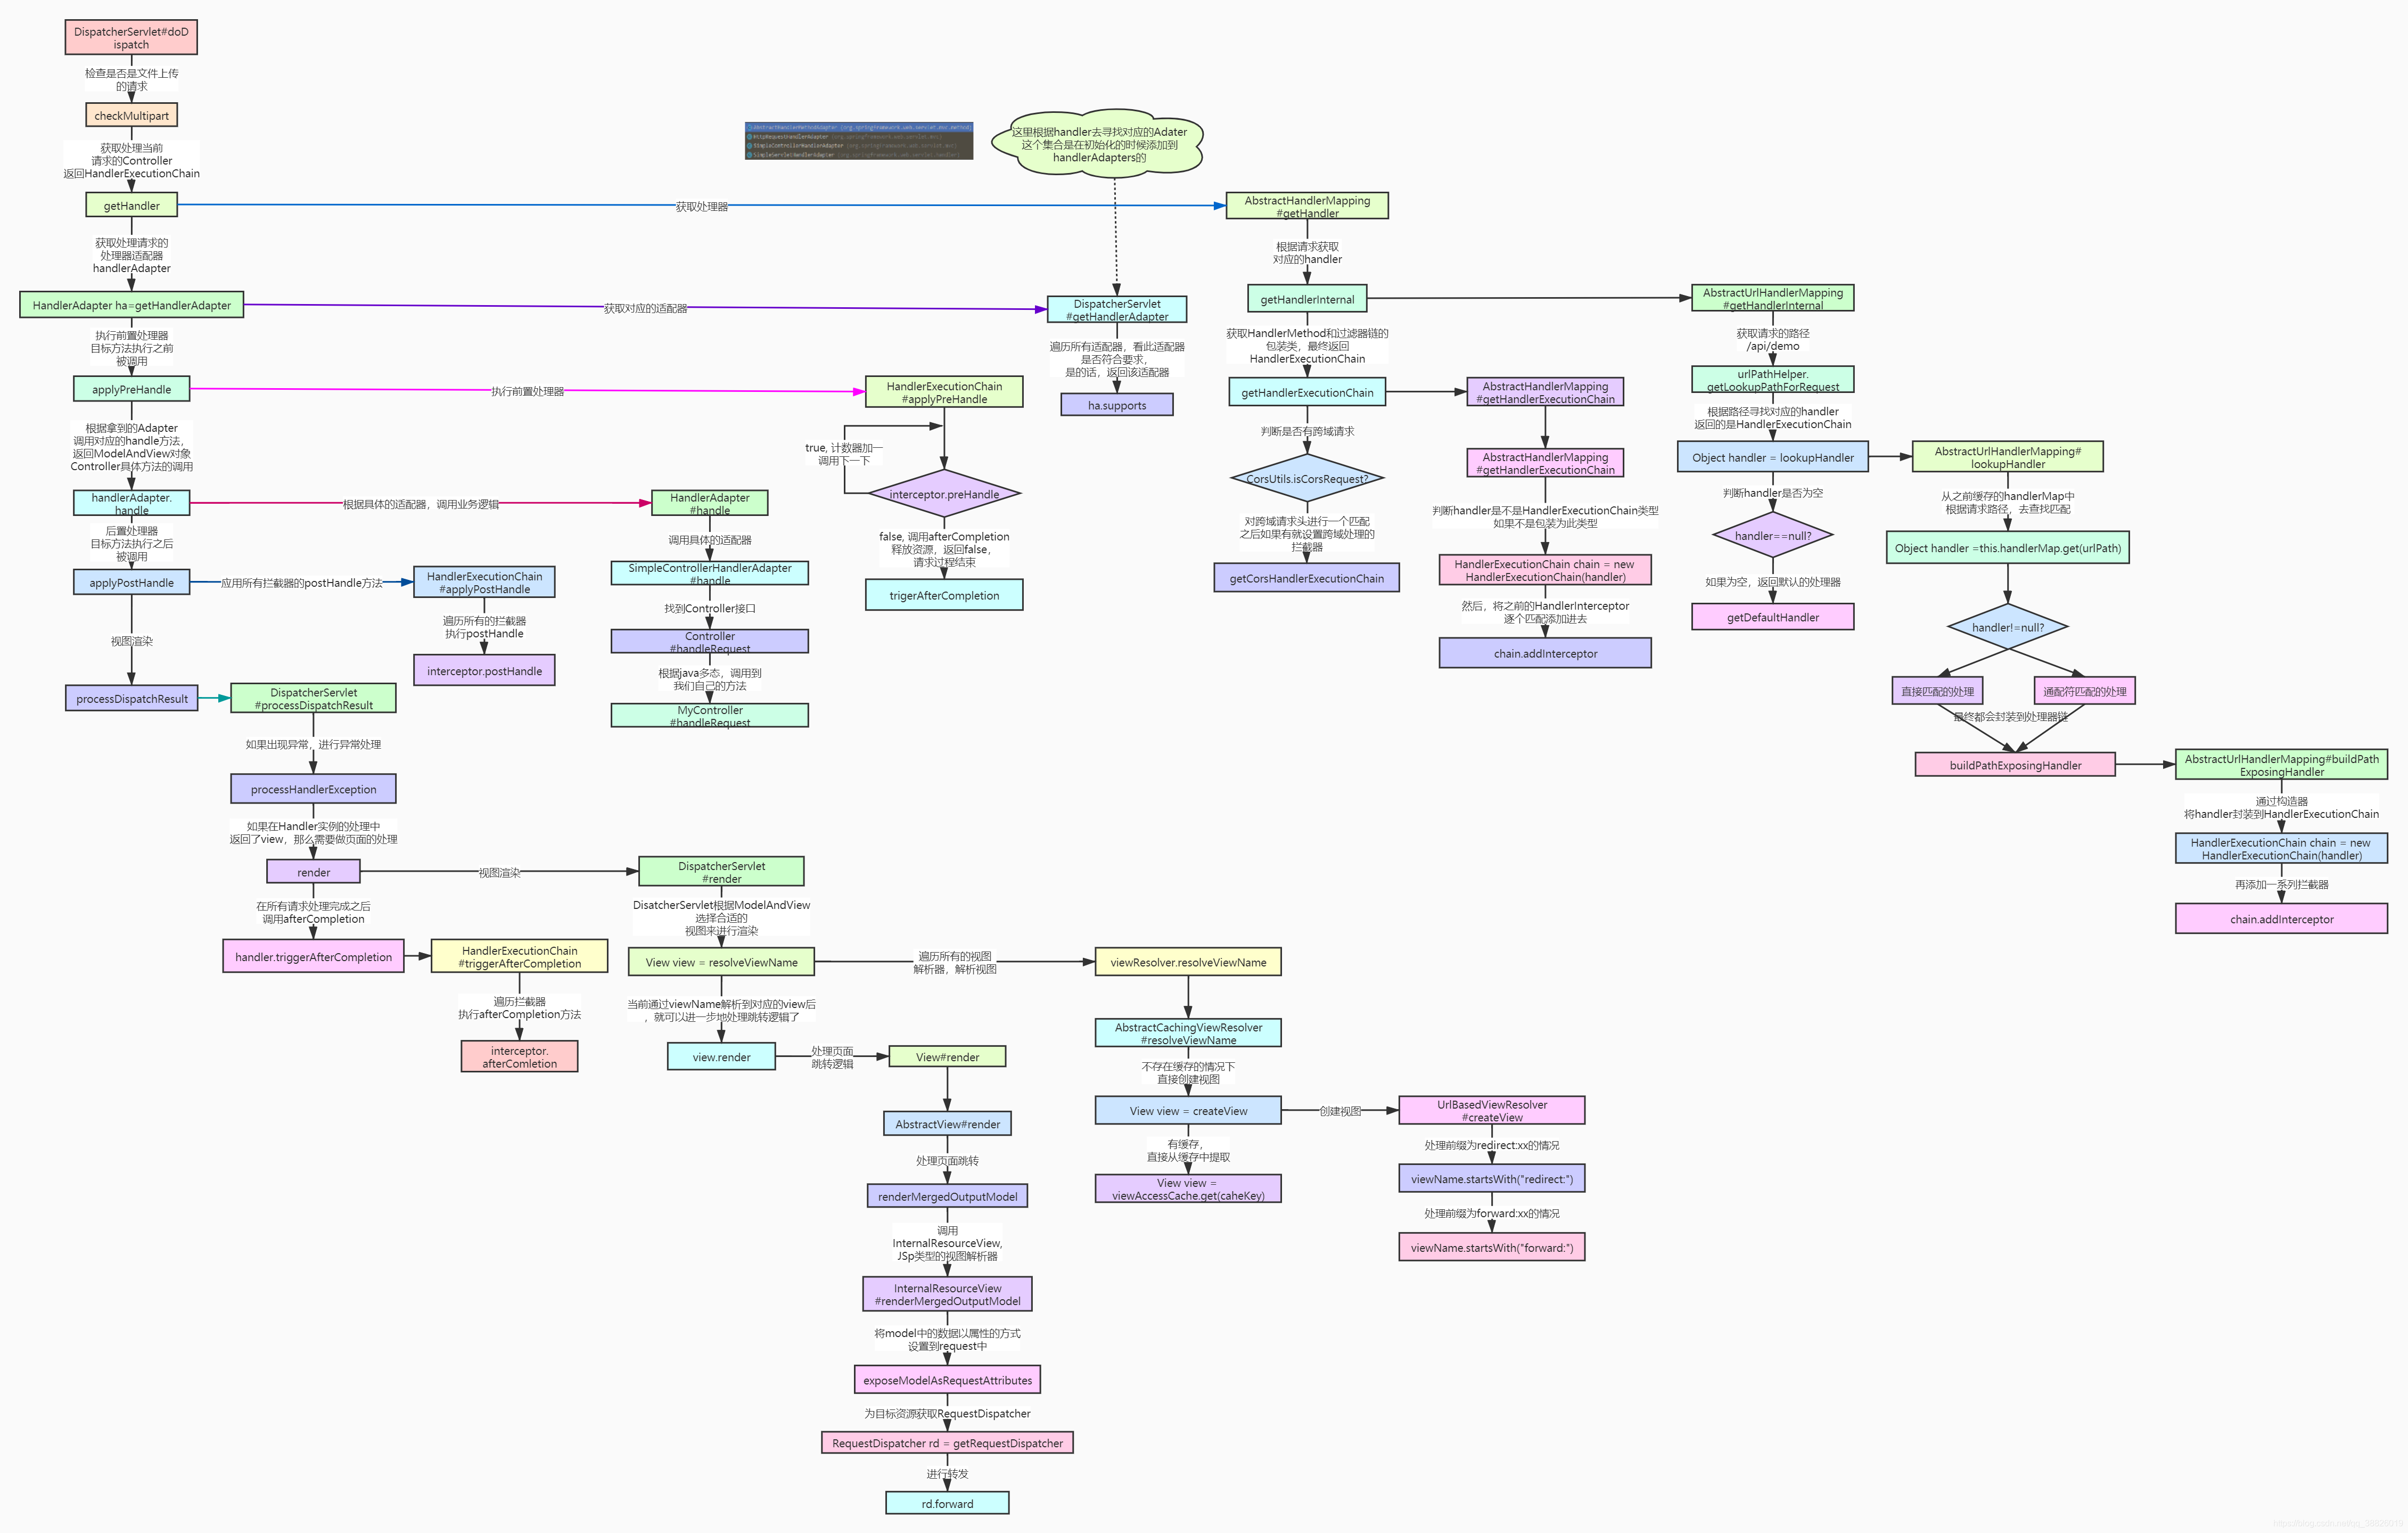 DispatcherServlet#doD
ispatch
检查是否是文件上传
的请求
checkMultipart
获取处理当前
请求的Controller
返回HandlerExecutionChain
getHandler
获取处理请求的
处理器适配器
handlerAdapter
HandlerAdapter ha=getHandlerAdapter
执行前置处理器
目标方法执行之前
被调用
applyPreHandle
根据拿到的Adapter
调用对应的handle方法，
返回ModelAndView对象
Controller具体方法的调用
handlerAdapter.
handle
后置处理器
目标方法执行之后
被调用
applyPostHandle
视图渲染
processDispatchResult
应用所有拦截器的postHandle方法
HandlerExecutionChain
#applyPostHandle
遍历所有的拦截器
执行postHandle
interceptor.postHandle
DispatcherServlet
#processDispatchResult
如果出现异常，进行异常处理
processHandlerException
如果在Handler实例的处理中
返回了view，那么需要做页面的处理
render
在所有请求处理完成之后
调用afterCompletion
handler.triggerAfterCompletion
HandlerExecutionChain
#triggerAfterCompletion
遍历拦截器
执行afterCompletion方法
interceptor.
afterComletion
根据具体的适配器，调用业务逻辑
HandlerAdapter
#handle
调用具体的适配器
SimpleControllerHandlerAdapter
#handle
找到Controller接口
Controller
#handleRequest
根据java多态，调用到
我们自己的方法
MyController
#handleRequest
执行前置处理器
HandlerExecutionChain
#applyPreHandle
true, 计数器加一
调用下一下
interceptor.preHandle
false, 调用afterCompletion
释放资源，返回false，
请求过程结束
trigerAfterCompletion
AbstractHandlerMethodAdapter (org.springframework.web.servlet.mvc.method)
HttpRequestHandlerAdapter (org.springframework.web.servlet.mvc)
SimpleControllerHandlerAdapter (org.springframework.web.servlet.mvc)
SimpleServletHandlerAdapter (org.springframework.web.servlet.handler)
这里根据handler去寻找对应的Adater
这个集合是在初始化的时候添加到
handlerAdapters的
获取对应的适配器
DispatcherServlet
#getHandlerAdapter
遍历所有适配器，看此适配器
是否符合要求，
是的话，返回该适配器
ha.supports
获取处理器
AbstractHandlerMapping
#getHandler
根据请求获取
对应的handler
getHandlerInternal
获取HandlerMethod和过滤器链的
包装类，最终返回
HandlerExecutionChain
getHandlerExecutionChain
判断是否有跨域请求
CorsUtils.isCorsRequest?
对跨域请求头进行一个匹配
之后如果有就设置跨域处理的
拦截器
getCorsHandlerExecutionChain
AbstractHandlerMapping
#getHandlerExecutionChain
AbstractHandlerMapping
#getHandlerExecutionChain
判断handler是不是HandlerExecutionChain类型
如果不是包装为此类型
HandlerExecutionChain chain = new
HandlerExecutionChain(handler)
然后，将之前的HandlerInterceptor
逐个匹配添加进去
chain.addInterceptor
AbstractUrlHandlerMapping
#getHandlerInternal
获取请求的路径
/api/demo
urlPathHelper.
getLookupPathForRequest
根据路径寻找对应的handler
返回的是HandlerExecutionChain
Object handler = lookupHandler
判断handler是否为空
handler==null?
如果为空，返回默认的处理器
getDefaultHandler
AbstractUrlHandlerMapping#
lookupHandler
从之前缓存的handlerMap中
根据请求路径，去查找匹配
Object handler =this.handlerMap.get(urlPath)
handler!=null?
直接匹配的处理
通配符匹配的处理
最终都会封装到处理器链
buildPathExposingHandler
AbstractUrlHandlerMapping#buildPath
ExposingHandler
通过构造器
将handler封装到HandlerExecutionChain
HandlerExecutionChain chain = new
HandlerExecutionChain(handler)
再添加一系列拦截器
chain.addInterceptor
视图渲染
DispatcherServlet
#render
DisatcherServlet根据ModelAndView
选择合适的
视图来进行渲染
View view = resolveViewName
当前通过viewName解析到对应的view后
，就可以进一步地处理跳转逻辑了
view.render
处理页面
跳转逻辑
View#render
AbstractView#render
处理页面跳转
renderMergedOutputModel
调用
InternalResourceView,
JSp类型的视图解析器
InternalResourceView
#renderMergedOutputModel
将model中的数据以属性的方式
设置到request中
exposeModelAsRequestAttributes
为目标资源获取RequestDispatcher
RequestDispatcher rd = getRequestDispatcher
进行转发
rd.forward
遍历所有的视图
解析器，解析视图
viewResolver.resolveViewName
AbstractCachingViewResolver
#resolveViewName
不存在缓存的情况下
直接创建视图
View view = createView
有缓存，
直接从缓存中提取
View view =
viewAccessCache.get(caheKey)
创建视图
UrlBasedViewResolver
#createView
处理前缀为redirect:xx的情况
viewName.startsWith("redirect:")
处理前缀为forward:xx的情况
viewName.startsWith("forward:")